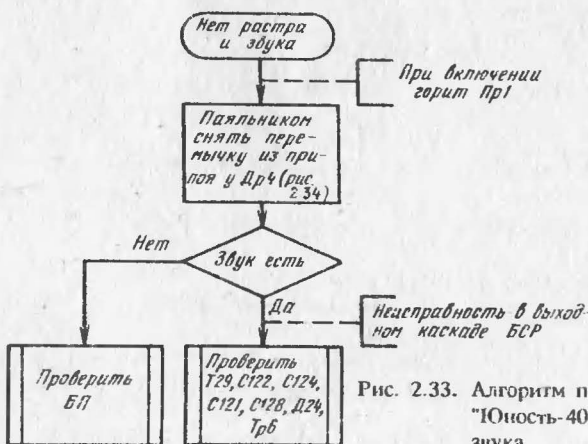 Нет растра
и звука
При включении
горит Пр1
Паяльником
снять пере-
мычку из при-
поя у Др4 (рис.
2.34)
Нет
Звук есть
Да
Неисправность в выход-
ном каскаде БСР
Проверить
БП
Проверить
Т29, С122, С124,
С121, С128, Д24,
Тр6
Рис. 2.33. Алгоритм п
"Юность-40
звука